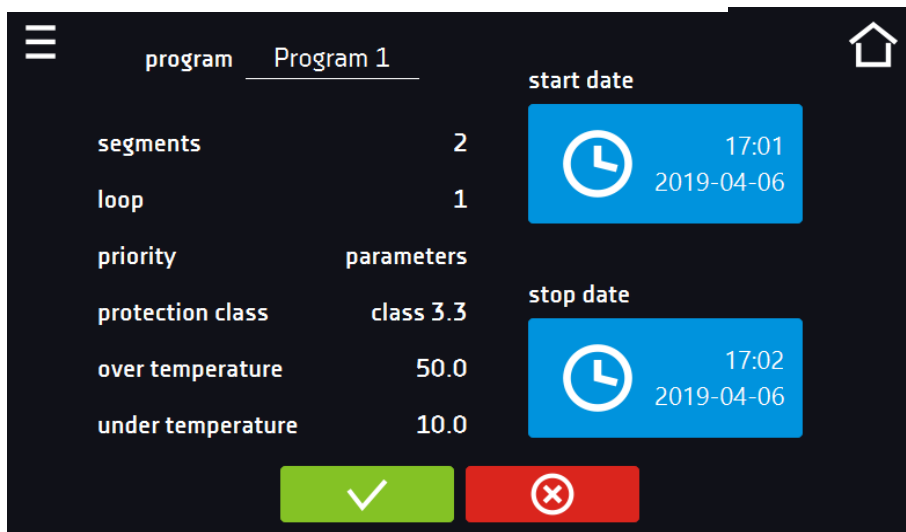 program Program 1
segments 2
loop 1
priority parameters
protection class class 3.3
over temperature 50.0
under temperature 10.0
start date
17:01
2019-04-06
stop date
17:02
2019-04-06